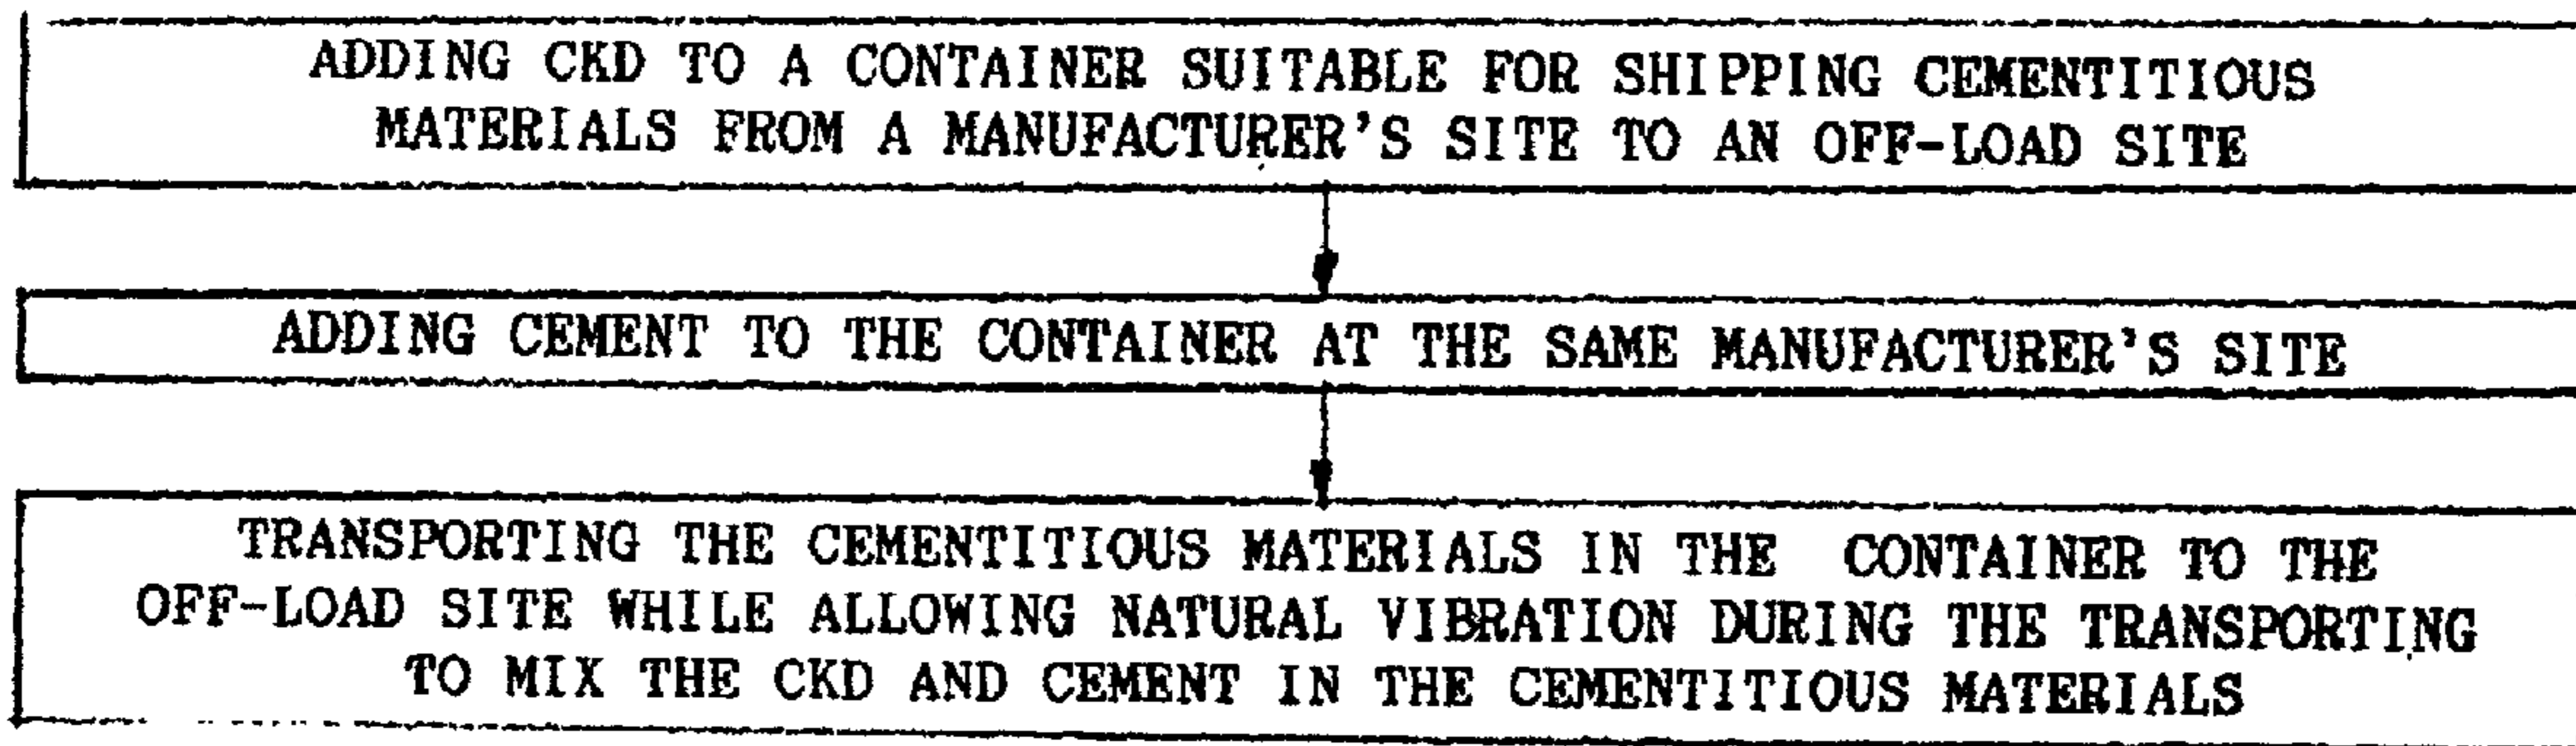 ADDING CKD TO A CONTAINER SUITABLE FOR SHIPPING CEMENTITIOUS
MATERIALS FROM A MANUFACTURER'S SITE TO AN OFF-LOAD SITE
ADDING CEMENT TO THE CONTAINER AT THE SAME MANUFACTURER'S SITE
TRANSPORTING THE CEMENTITIOUS MATERIALS IN THE CONTAINER TO THE
OFF-LOAD SITE WHILE ALLOWING NATURAL VIBRATION DURING THE TRANSPORTING
TO MIX THE CKD AND CEMENT IN THE CEMENTITIOUS MATERIALS